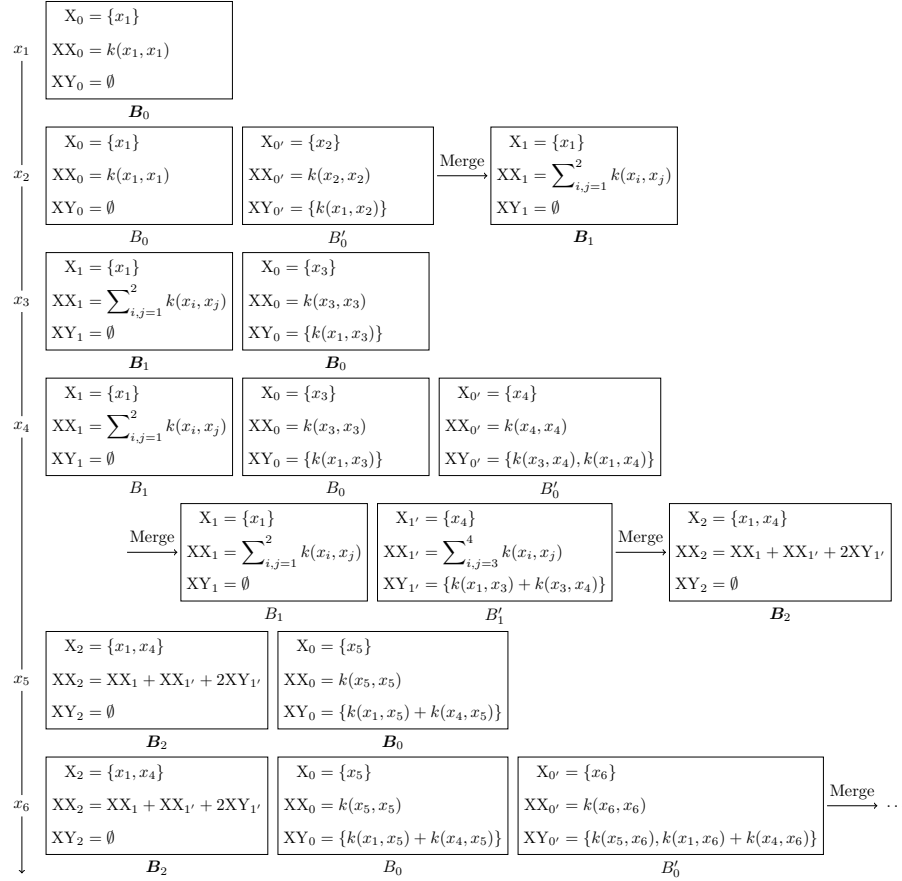 X₀ = {x₁}
x₁ XX₀ = k(x₁, x₁)
XY₀ = ∅
B₀
X₀ = {x₁} X₀′ = {x₂} X₁ = {x₁}
x₂ XX₀ = k(x₁, x₁) XX₀′ = k(x₂, x₂) Merge XX₁ = ∑²ᵢ,ⱼ₌₁ k(xᵢ, xⱼ)
XY₀ = ∅ XY₀′ = {k(x₁, x₂)} XY₁ = ∅
B₀ B′₀ B₁
X₁ = {x₁} X₀ = {x₃}
x₃ XX₁ = ∑²ᵢ,ⱼ₌₁ k(xᵢ, xⱼ) XX₀ = k(x₃, x₃)
XY₁ = ∅ XY₀ = {k(x₁, x₃)}
B₁ B₀
X₁ = {x₁} X₀ = {x₃} X₀′ = {x₄}
x₄ XX₁ = ∑²ᵢ,ⱼ₌₁ k(xᵢ, xⱼ) XX₀ = k(x₃, x₃) XX₀′ = k(x₄, x₄)
XY₁ = ∅ XY₀ = {k(x₁, x₃)} XY₀′ = {k(x₃, x₄), k(x₁, x₄)}
B₁ B₀ B′₀
X₁ = {x₁} X₁′ = {x₄} X₂ = {x₁, x₄}
Merge XX₁ = ∑²ᵢ,ⱼ₌₁ k(xᵢ, xⱼ) XX₁′ = ∑⁴ᵢ,ⱼ₌₃ k(xᵢ, xⱼ) Merge XX₂ = XX₁ + XX₁′ + 2XY₁′
XY₁ = ∅ XY₁′ = {k(x₁, x₃) + k(x₃, x₄)} XY₂ = ∅
B₁ B′₁ B₂
X₂ = {x₁, x₄} X₀ = {x₅}
x₅ XX₂ = XX₁ + XX₁′ + 2XY₁′ XX₀ = k(x₅, x₅)
XY₂ = ∅ XY₀ = {k(x₁, x₅) + k(x₄, x₅)}
B₂ B₀
X₂ = {x₁, x₄} X₀ = {x₅} X₀′ = {x₆}
x₆ XX₂ = XX₁ + XX₁′ + 2XY₁′ XX₀ = k(x₅, x₅) XX₀′ = k(x₆, x₆) Merge ‥
XY₂ = ∅ XY₀ = {k(x₁, x₅) + k(x₄, x₅)} XY₀′ = {k(x₅, x₆), k(x₁, x₆) + k(x₄, x₆)}
B₂ B₀ B′₀